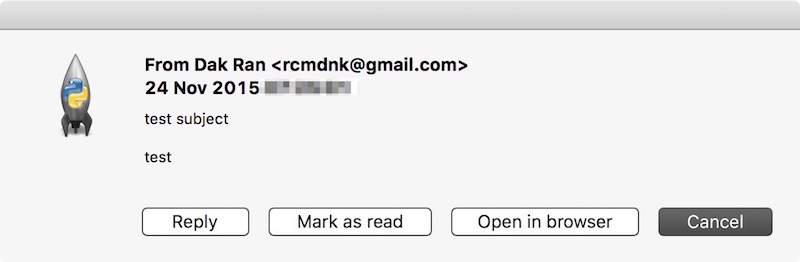 From Dak Ran <rcmdnk@gmail.com>
24 Nov 2015
test subject
test
Reply Mark as read Open in browser Cancel